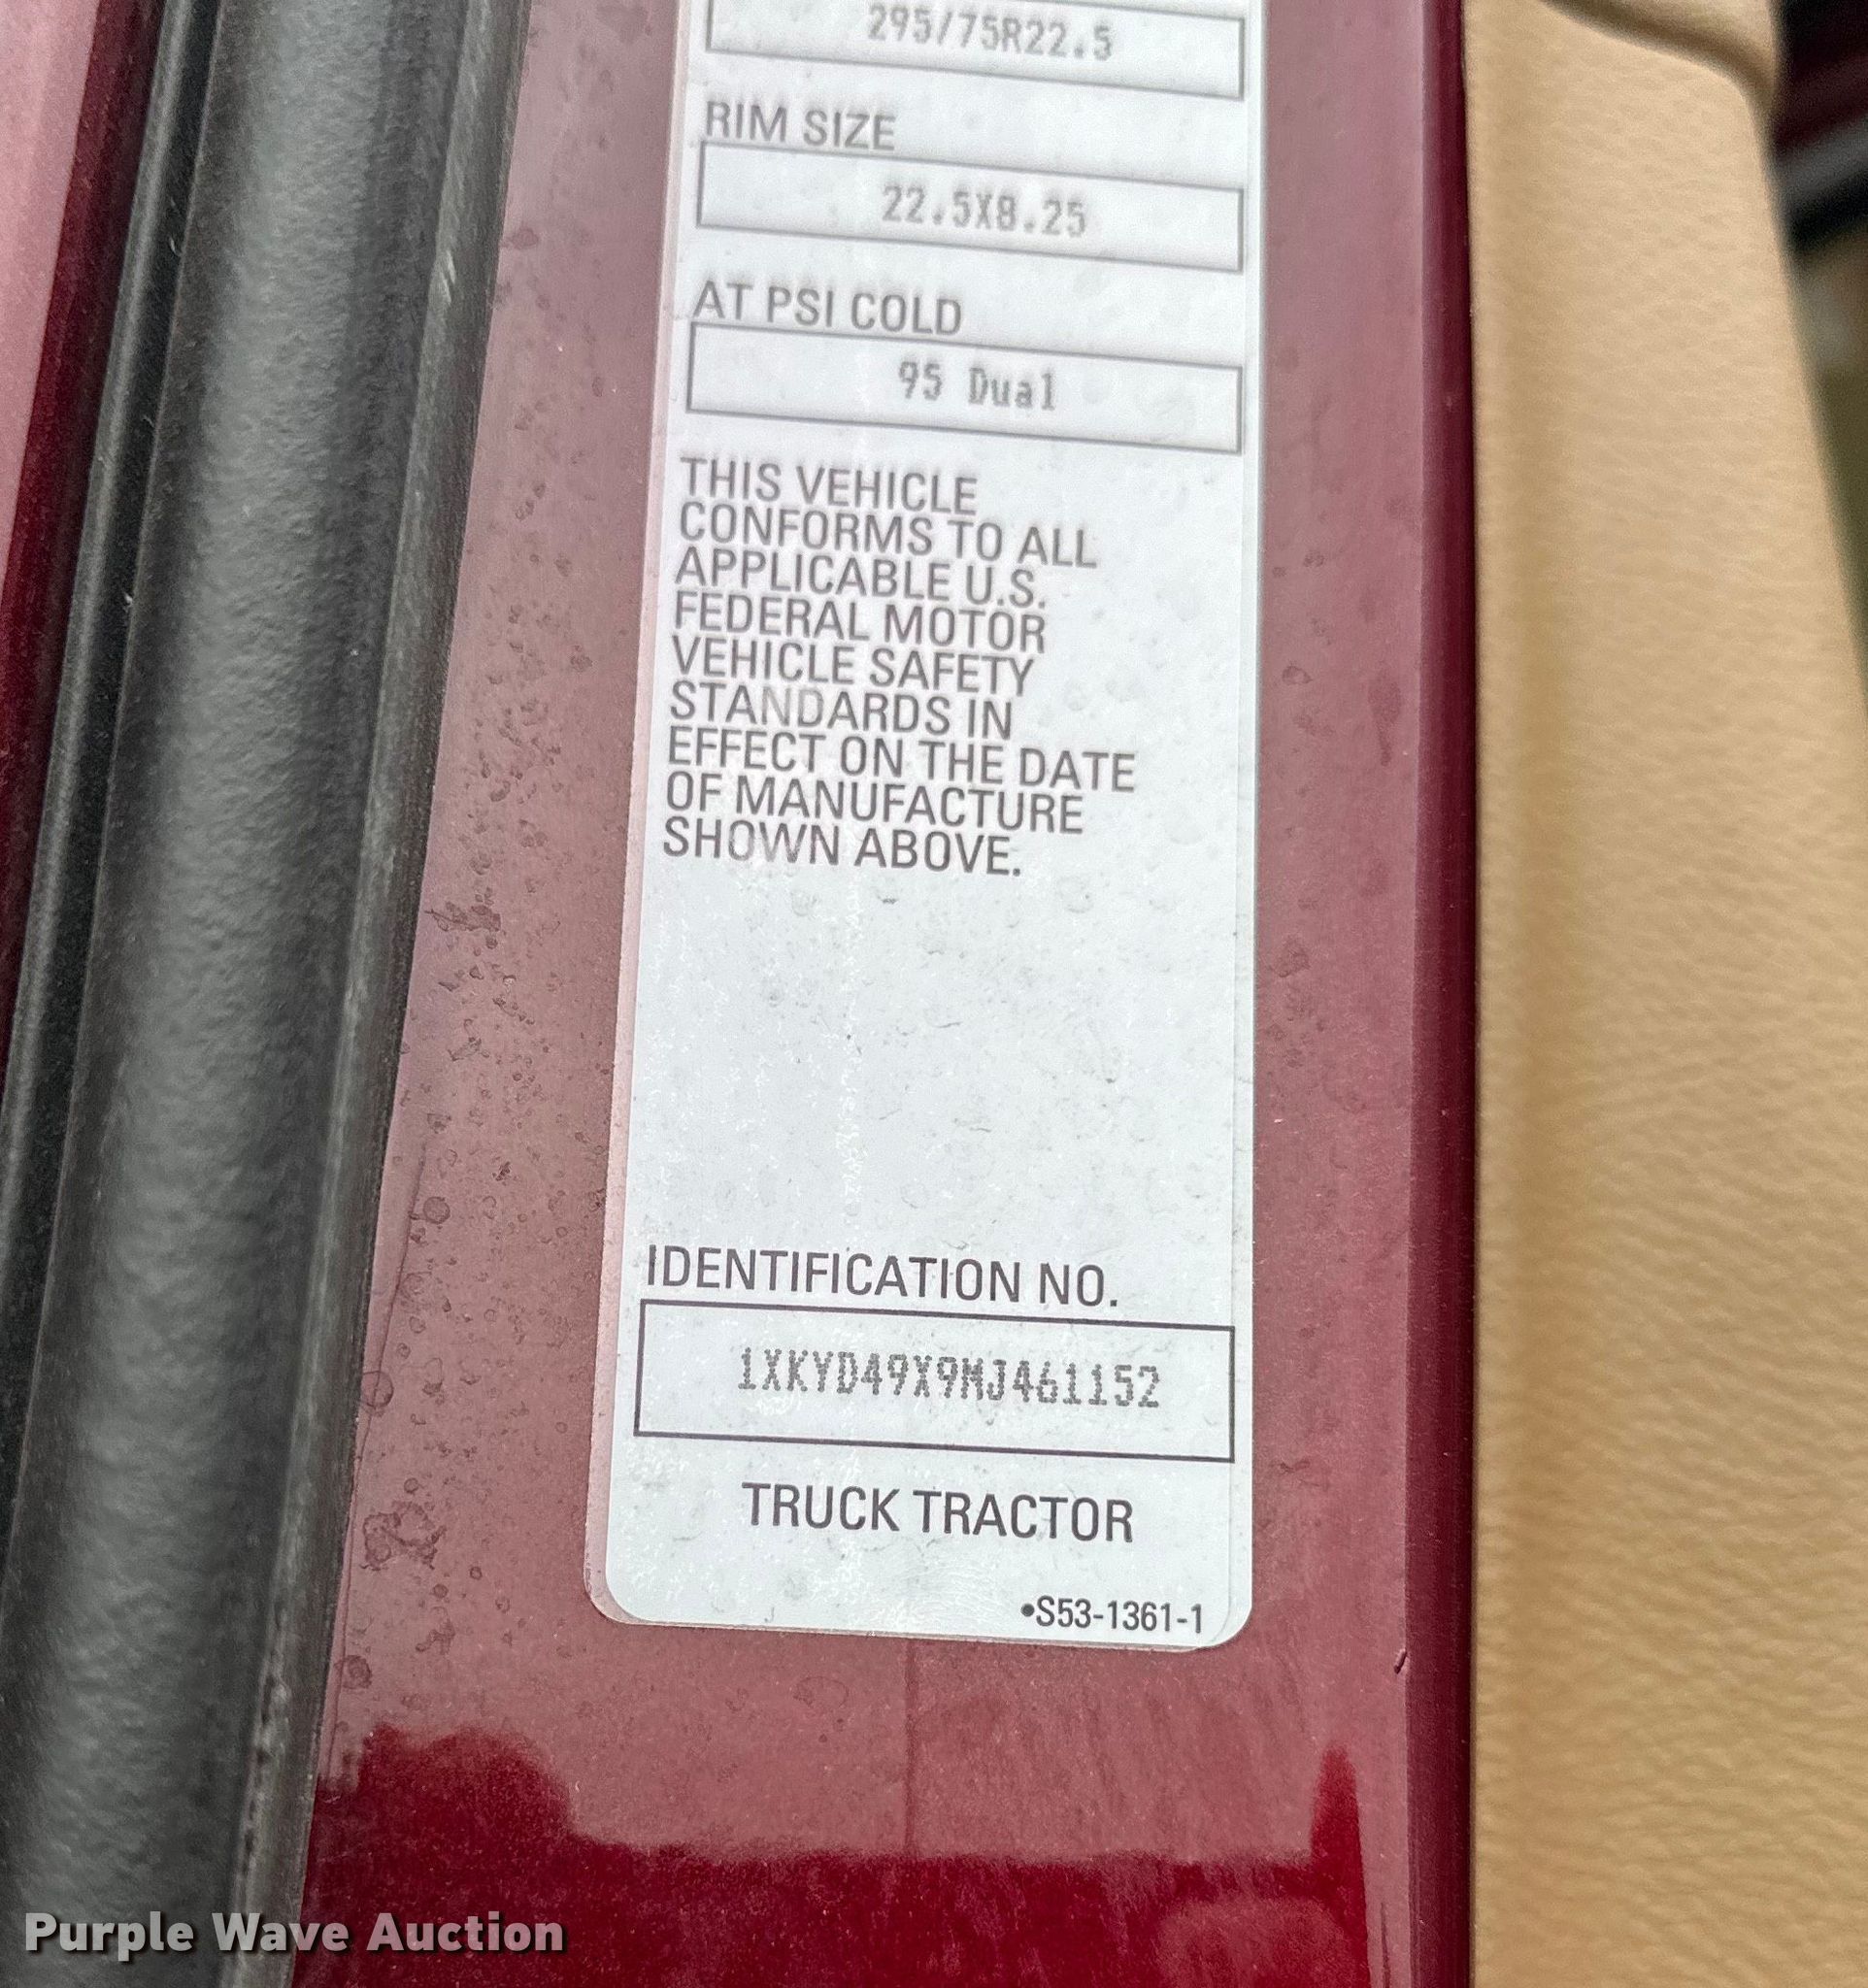 295/75R22.5
RIM SIZE
22.5X8.25
AT PSI COLD
95 Dual
THIS VEHICLE
CONFORMS TO ALL
APPLICABLE U.S.
FEDERAL MOTOR
VEHICLE SAFETY
STANDARDS IN
EFFECT ON THE DATE
OF MANUFACTURE
SHOWN ABOVE.
IDENTIFICATION NO.
1XKYD49X9MJ461152
TRUCK TRACTOR
•S53-1361-1
Purple Wave Auction